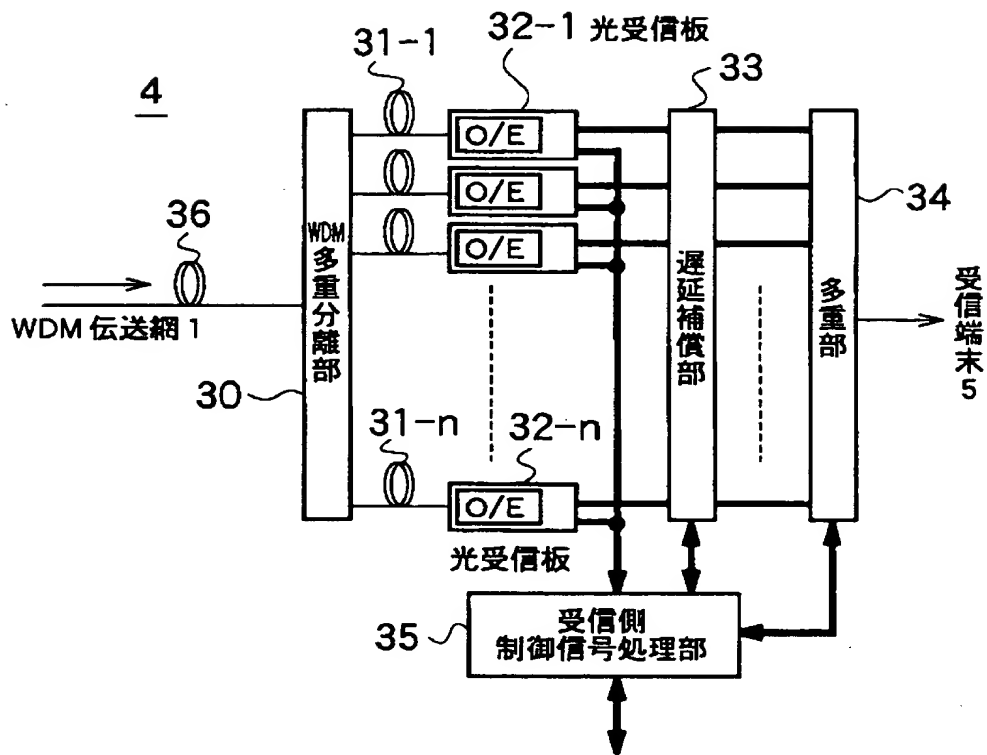 4
31-1
32-1 光受信板
33
34
36
O/E
O/E
O/E
WDM 伝送網 1
WDM 多重分離部
30
遅延補償部
多重部
受信端末 5
31-n
32-n
O/E
光受信板
35
受信側
制御信号処理部